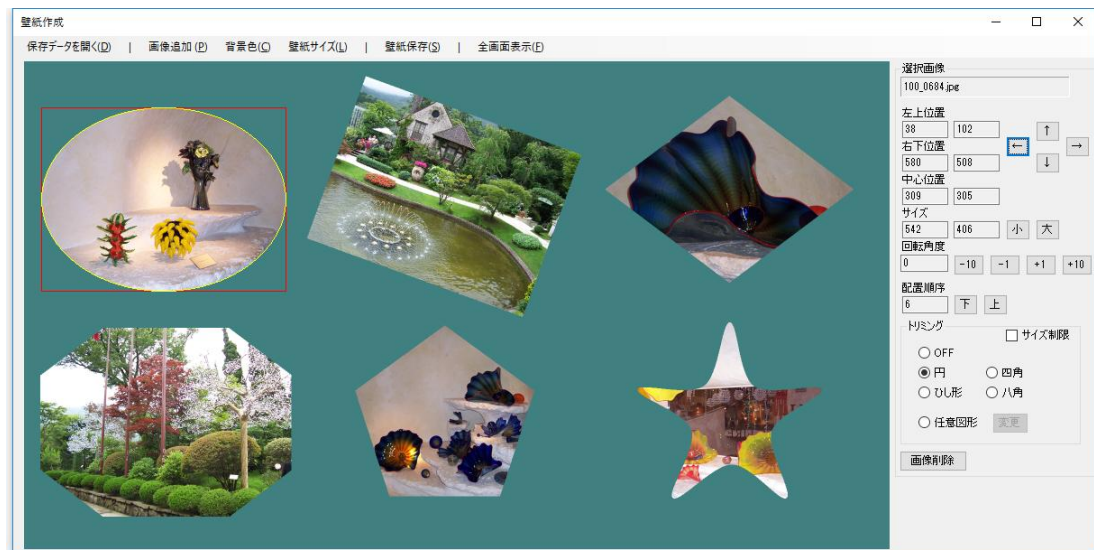 壁紙作成
保存データを開く(D) | 画像追加(P) 背景色(C) 壁紙サイズ(L) | 壁紙保存(S) | 全画面表示(F)
選択画像
100_0684.jpg
左上位置
38 102 ↑
右下位置 ← →
580 508 ↓
中心位置
309 305
サイズ
542 406 小 大
回転角度
0 -10 -1 +1 +10
配置順序
6 下 上
トリミング
サイズ制限
OFF
円 四角
ひし形 八角
任意図形 変更
画像削除